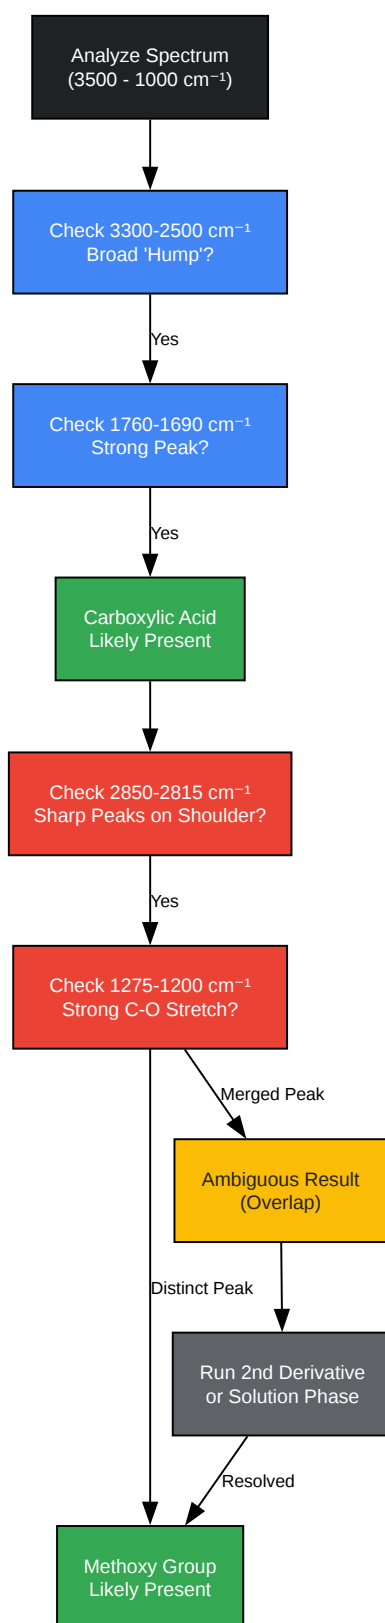 Analyze Spectrum
(3500 - 1000 cm⁻¹)
Check 3300-2500 cm⁻¹
Broad 'Hump'?
Yes
Check 1760-1690 cm⁻¹
Strong Peak?
Yes
Carboxylic Acid
Likely Present
Check 2850-2815 cm⁻¹
Sharp Peaks on Shoulder?
Yes
Check 1275-1200 cm⁻¹
Strong C-O Stretch?
Merged Peak
Ambiguous Result
(Overlap)
Distinct Peak
Run 2nd Derivative
or Solution Phase
Resolved
Methoxy Group
Likely Present